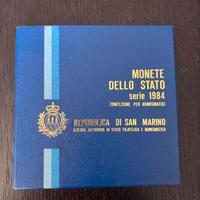 MONETE
DELLO STATO
serie 1984
CONFEZIONE PER NUMISMATICI
REPUBBLICA DI SAN MARINO
AZIENDA AUTONOMA DI STATO FILATELICA E NUMISMATICA